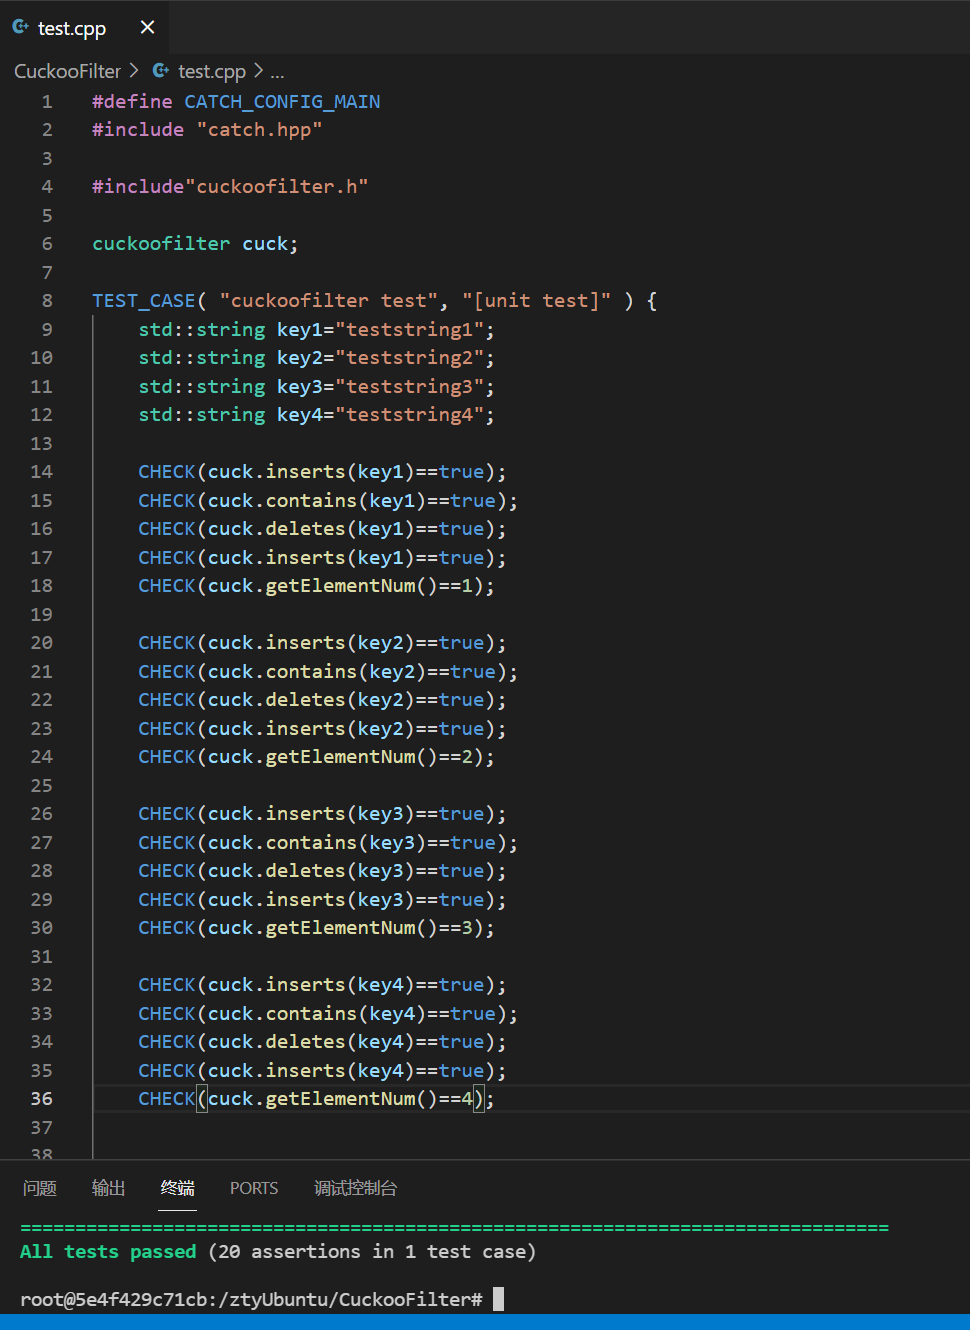 test.cpp ×
CuckooFilter > test.cpp > ...
1 #define CATCH_CONFIG_MAIN
2 #include "catch.hpp"
3
4 #include"cuckoofilter.h"
5
6 cuckoofilter cuck;
7
8 TEST_CASE( "cuckoofilter test", "[unit test]" ) {
9 std::string key1="teststring1";
10 std::string key2="teststring2";
11 std::string key3="teststring3";
12 std::string key4="teststring4";
13
14 CHECK(cuck.inserts(key1)==true);
15 CHECK(cuck.contains(key1)==true);
16 CHECK(cuck.deletes(key1)==true);
17 CHECK(cuck.inserts(key1)==true);
18 CHECK(cuck.getElementNum()==1);
19
20 CHECK(cuck.inserts(key2)==true);
21 CHECK(cuck.contains(key2)==true);
22 CHECK(cuck.deletes(key2)==true);
23 CHECK(cuck.inserts(key2)==true);
24 CHECK(cuck.getElementNum()==2);
25
26 CHECK(cuck.inserts(key3)==true);
27 CHECK(cuck.contains(key3)==true);
28 CHECK(cuck.deletes(key3)==true);
29 CHECK(cuck.inserts(key3)==true);
30 CHECK(cuck.getElementNum()==3);
31
32 CHECK(cuck.inserts(key4)==true);
33 CHECK(cuck.contains(key4)==true);
34 CHECK(cuck.deletes(key4)==true);
35 CHECK(cuck.inserts(key4)==true);
36 CHECK(cuck.getElementNum()==4);
37
38
问题 输出 终端 PORTS 调试控制台
===============================================================================
All tests passed (20 assertions in 1 test case)
root@5e4f429c71cb:/ztyUbuntu/CuckooFilter#